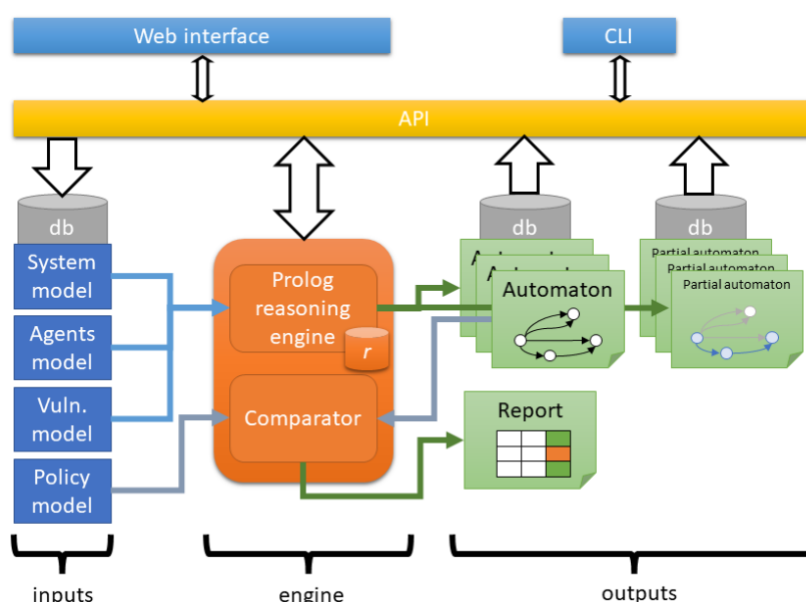 Web interface
CLI
API
db
db
db
System
model
Agents
model
Vuln.
model
Policy
model
Prolog
reasoning
engine
r
Comparator
Automaton
Partial automaton
Partial automaton
Partial automaton
Report
inputs
engine
outputs